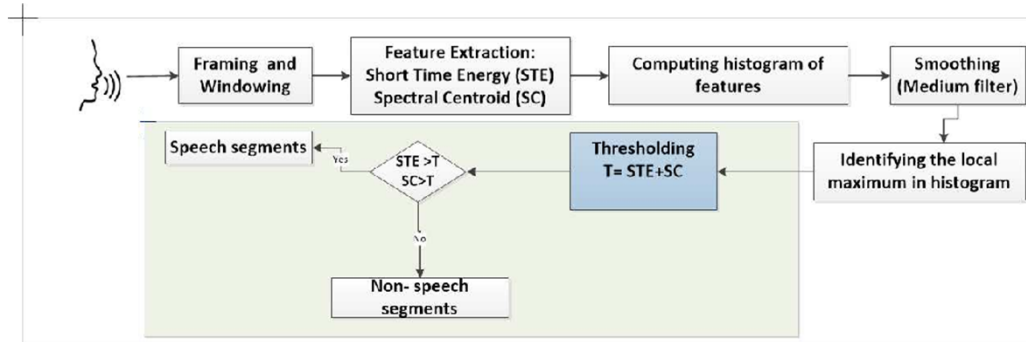 Framing and
Windowing
Feature Extraction:
Short Time Energy (STE)
Spectral Centroid (SC)
Computing histogram of
features
Smoothing
(Medium filter)
Speech segments
Yes
STE >T
SC>T
Thresholding
T= STE+SC
Identifying the local
maximum in histogram
No
Non- speech
segments